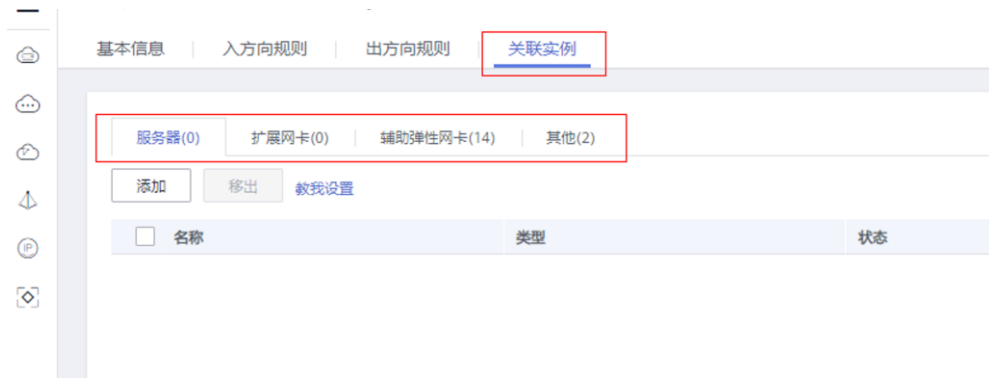 基本信息 入方向规则 出方向规则 关联实例
服务器(0) 扩展网卡(0) 辅助弹性网卡(14) 其他(2)
添加 移出 教我设置
名称 类型 状态
IP